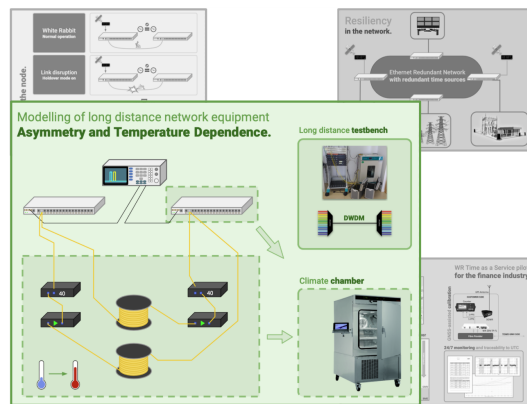 White Rabbit
Normal operation
Link disruption
Holdover mode on
the node.
Resiliency
in the network.
Ethernet Redundant Network
with redundant time sources
Modelling of long distance network equipment
Asymmetry and Temperature Dependence.
Long distance testbench
DWDM
40
40
Climate chamber
WR Time as a Service pilot
for the finance industry
24/7 monitoring and traceability to UTC